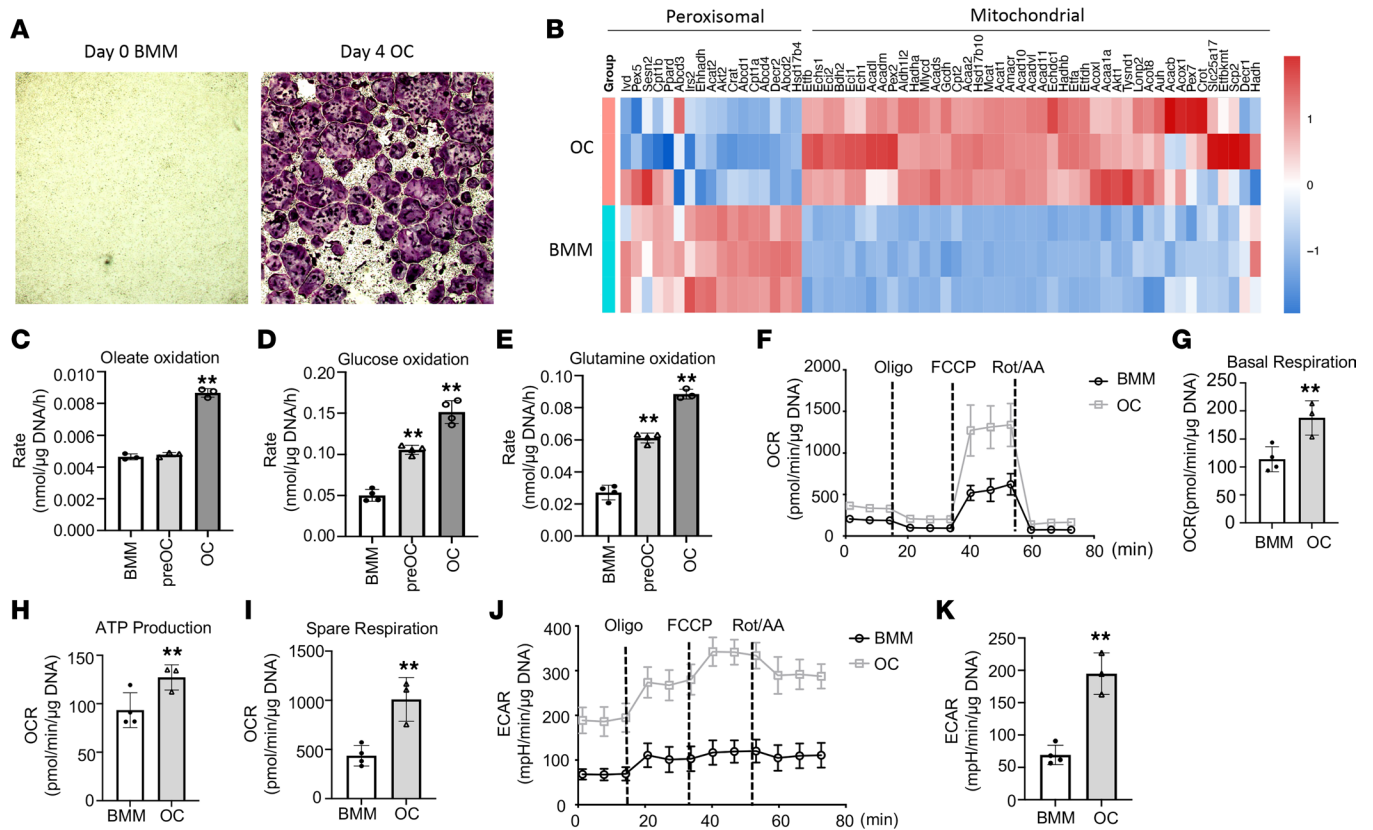 A
Day 0 BMM
Day 4 OC
B
Peroxisomal
Mitochondrial
Group
Ivd
Pex5
Sesn2
Cpt1b
Ppard
Abcd3
Irs2
Ehhadh
Acat2
Akt2
Crat
Abcd1
Cpt1a
Abcd4
Decr2
Abcd2
Hsd17b4
Etfb
Echs1
Eci2
Bdh2
Eci1
Ech1
Acadl
Acadm
Pex2
Aldh1l2
Hadha
Mlycd
Acads
Gcdh
Cpt2
Acaa2
Hsd17b10
Mcat
Acat1
Amacr
Acad10
Acadvl
Acad11
Hadhb
Etfa
Etfdh
Acoxl
Acaa1a
Akt1
Tysnd1
Lonp2
Acot8
Auh
Acacb
Acox1
Pex7
Crot
Slc25a17
Etfbkmt
Scp2
Decr1
Hadh
OC
BMM
1
0
−1
C
Oleate oxidation
Rate
(nmol/µg DNA/h)
0.010
0.008
0.006
0.004
0.002
0.000
**
BMM
preOC
OC
D
Glucose oxidation
Rate
(nmol/µg DNA/h)
0.20
0.15
0.10
0.05
0.00
**
**
BMM
preOC
OC
E
Glutamine oxidation
Rate
(nmol/µg DNA/h)
0.10
0.08
0.06
0.04
0.02
0.00
**
**
BMM
preOC
OC
F
Oligo
FCCP
Rot/AA
OCR
(pmol/min/µg DNA)
2000
1500
1000
500
0
0
20
40
60
80
(min)
BMM
OC
G
Basal Respiration
OCR(pmol/min/µg DNA)
250
200
150
100
50
0
**
BMM
OC
H
ATP Production
OCR
(pmol/min/µg DNA)
150
100
50
0
**
BMM
OC
I
Spare Respiration
OCR
(pmol/min/µg DNA)
1500
1000
500
0
**
BMM
OC
J
Oligo
FCCP
Rot/AA
ECAR
(mpH/min/µg DNA)
400
300
200
100
0
0
20
40
60
80
(min)
BMM
OC
K
ECAR
(mpH/min/µg DNA)
250
200
150
100
50
0
**
BMM
OC